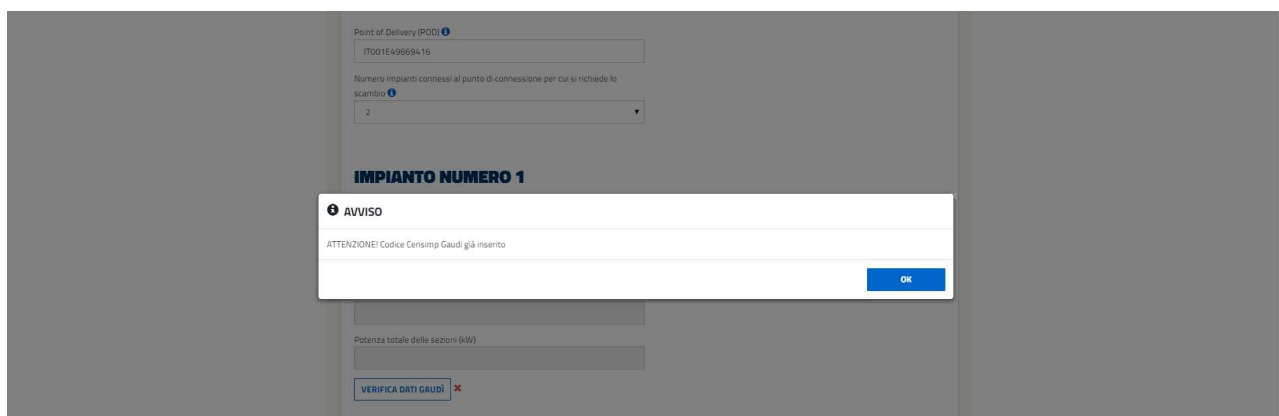 Point of Delivery (POD)
IT001E49669416
Numero impianti connessi al punto di connessione per cui si richiede lo
scambio
2
IMPIANTO NUMERO 1
AVVISO
ATTENZIONE! Codice Censimp Gaudì già inserito
OK
Potenza totale delle sezioni (kW)
VERIFICA DATI GAUDÌ